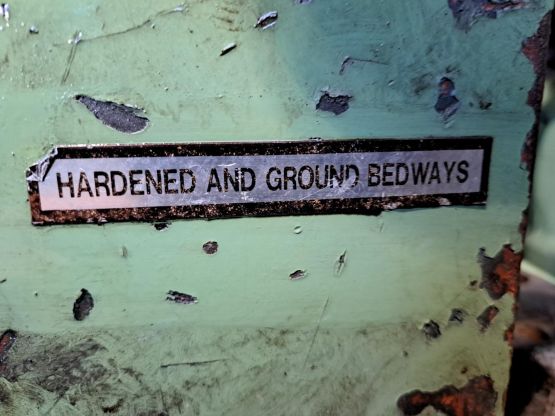 HARDENED AND GROUND BEDWAYS